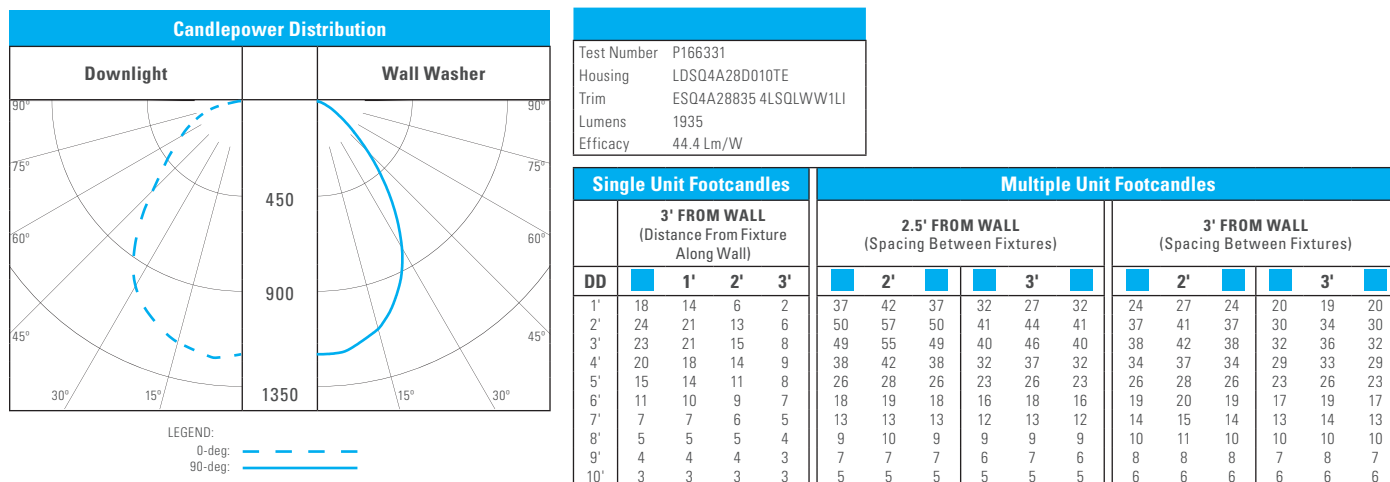 Candlepower Distribution
Downlight
Wall Washer
90º
90º
75º
75º
60º
60º
45º
45º
30º
15º
15º
30º
450
900
1350
LEGEND:
0-deg:
90-deg:
Test Number P166331
Housing LDSQ4A28D010TE
Trim ESQ4A28835 4LSQLWW1LI
Lumens 1935
Efficacy 44.4 Lm/W
Single Unit Footcandles Multiple Unit Footcandles
3' FROM WALL
(Distance From Fixture
Along Wall)
2.5' FROM WALL
(Spacing Between Fixtures)
3' FROM WALL
(Spacing Between Fixtures)
DD 1' 2' 3' 2' 3' 2' 3'
1' 18 14 6 2 37 42 37 32 27 32 24 27 24 20 19 20
2' 24 21 13 6 50 57 50 41 44 41 37 41 37 30 34 30
3' 23 21 15 8 49 55 49 40 46 40 38 42 38 32 36 32
4' 20 18 14 9 38 42 38 32 37 32 34 37 34 29 33 29
5' 15 14 11 8 26 28 26 23 26 23 26 28 26 23 26 23
6' 11 10 9 7 18 19 18 16 18 16 19 20 19 17 19 17
7' 7 7 6 5 13 13 13 12 13 12 14 15 14 13 14 13
8' 5 5 5 4 9 10 9 9 9 9 10 11 10 10 10 10
9' 4 4 4 3 7 7 7 6 7 6 8 8 8 7 8 7
10' 3 3 3 3 5 5 5 5 5 5 6 6 6 6 6 6